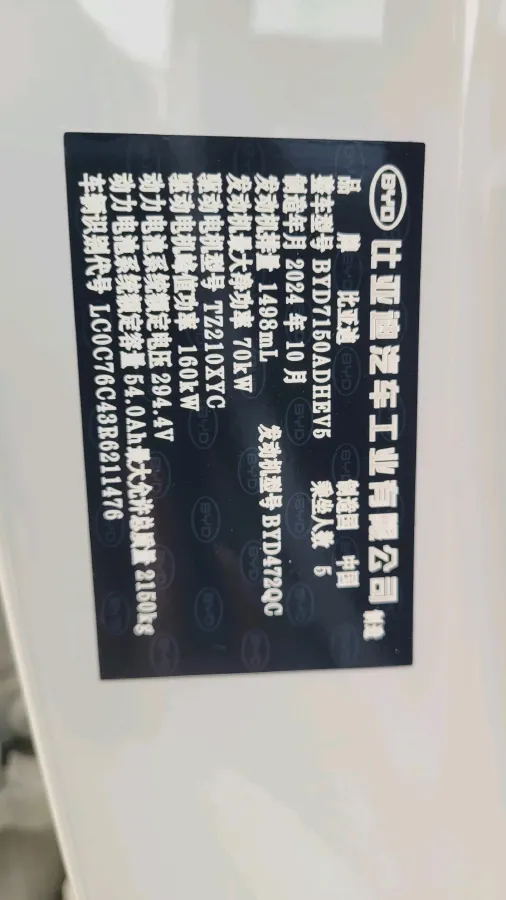 BYD 比亚迪汽车工业有限公司 制造
品牌 比亚迪 制造国 中国
整车型号 BYD7150ADHEV5 乘坐人数 5
制造年月 2024 年 10 月
发动机排量 1498mL 发动机型号 BYD472QC
发动机最大净功率 70kW
驱动电机型号 TZ210XYC
驱动电机峰值功率 160kW
动力电池系统额定电压 294.4V
动力电池系统额定容量 54.0Ah 最大允许总质量 2150kg
车辆识别代号 LC0C76C43R6211476